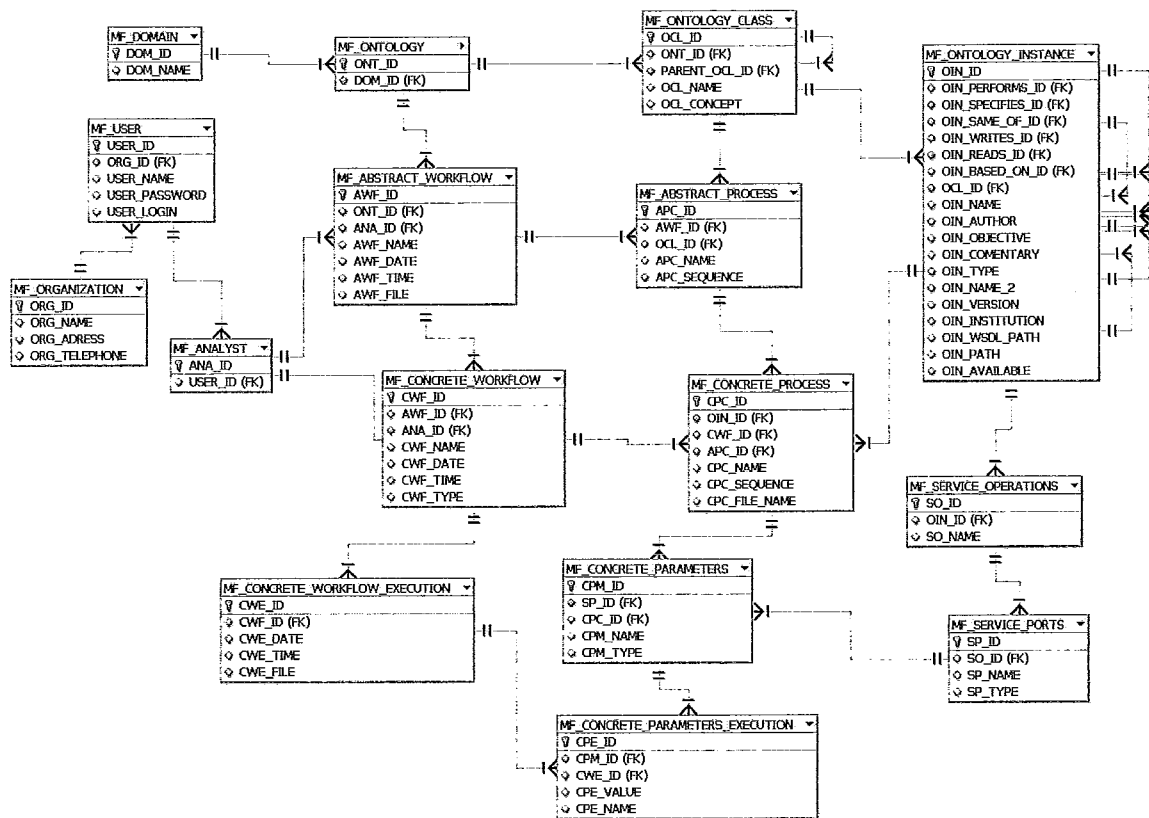 MF_DOMAIN
DOM_ID
DOM_NAME
MF_ONTOLOGY
ONT_ID
DOM_ID (FK)
MF_ONTOLOGY_CLASS
OCL_ID
ONT_ID (FK)
PARENT_OCL_ID (FK)
OCL_NAME
OCL_CONCEPT
MF_ONTOLOGY_INSTANCE
OIN_ID
OIN_PERFORMS_ID (FK)
OIN_SPECIFIES_ID (FK)
OIN_SAME_OF_ID (FK)
OIN_WRITES_ID (FK)
OIN_READS_ID (FK)
OIN_BASED_ON_ID (FK)
OCL_ID (FK)
OIN_NAME
OIN_AUTHOR
OIN_OBJECTIVE
OIN_COMENTARY
OIN_TYPE
OIN_NAME_2
OIN_VERSION
OIN_INSTITUTION
OIN_WSDL_PATH
OIN_PATH
OIN_AVAILABLE
MF_USER
USER_ID
ORG_ID (FK)
USER_NAME
USER_PASSWORD
USER_LOGIN
MF_ABSTRACT_WORKFLOW
AWF_ID
ONT_ID (FK)
ANA_ID (FK)
AWF_NAME
AWF_DATE
AWF_TIME
AWF_FILE
MF_ABSTRACT_PROCESS
APC_ID
AWF_ID (FK)
OCL_ID (FK)
APC_NAME
APC_SEQUENCE
MF_ORGANIZATION
ORG_ID
ORG_NAME
ORG_ADRESS
ORG_TELEPHONE
MF_ANALYST
ANA_ID
USER_ID (FK)
MF_CONCRETE_WORKFLOW
CWF_ID
AWF_ID (FK)
ANA_ID (FK)
CWF_NAME
CWF_DATE
CWF_TIME
CWF_TYPE
MF_CONCRETE_PROCESS
CPC_ID
OIN_ID (FK)
CWF_ID (FK)
APC_ID (FK)
CPC_NAME
CPC_SEQUENCE
CPC_FILE_NAME
MF_SERVICE_OPERATIONS
SO_ID
OIN_ID (FK)
SO_NAME
MF_CONCRETE_WORKFLOW_EXECUTION
CWE_ID
CWF_ID (FK)
CWE_DATE
CWE_TIME
CWE_FILE
MF_CONCRETE_PARAMETERS
CPM_ID
SP_ID (FK)
CPC_ID (FK)
CPM_NAME
CPM_TYPE
MF_SERVICE_PORTS
SP_ID
SO_ID (FK)
SP_NAME
SP_TYPE
MF_CONCRETE_PARAMETERS_EXECUTION
CPE_ID
CPM_ID (FK)
CWE_ID (FK)
CPE_VALUE
CPE_NAME